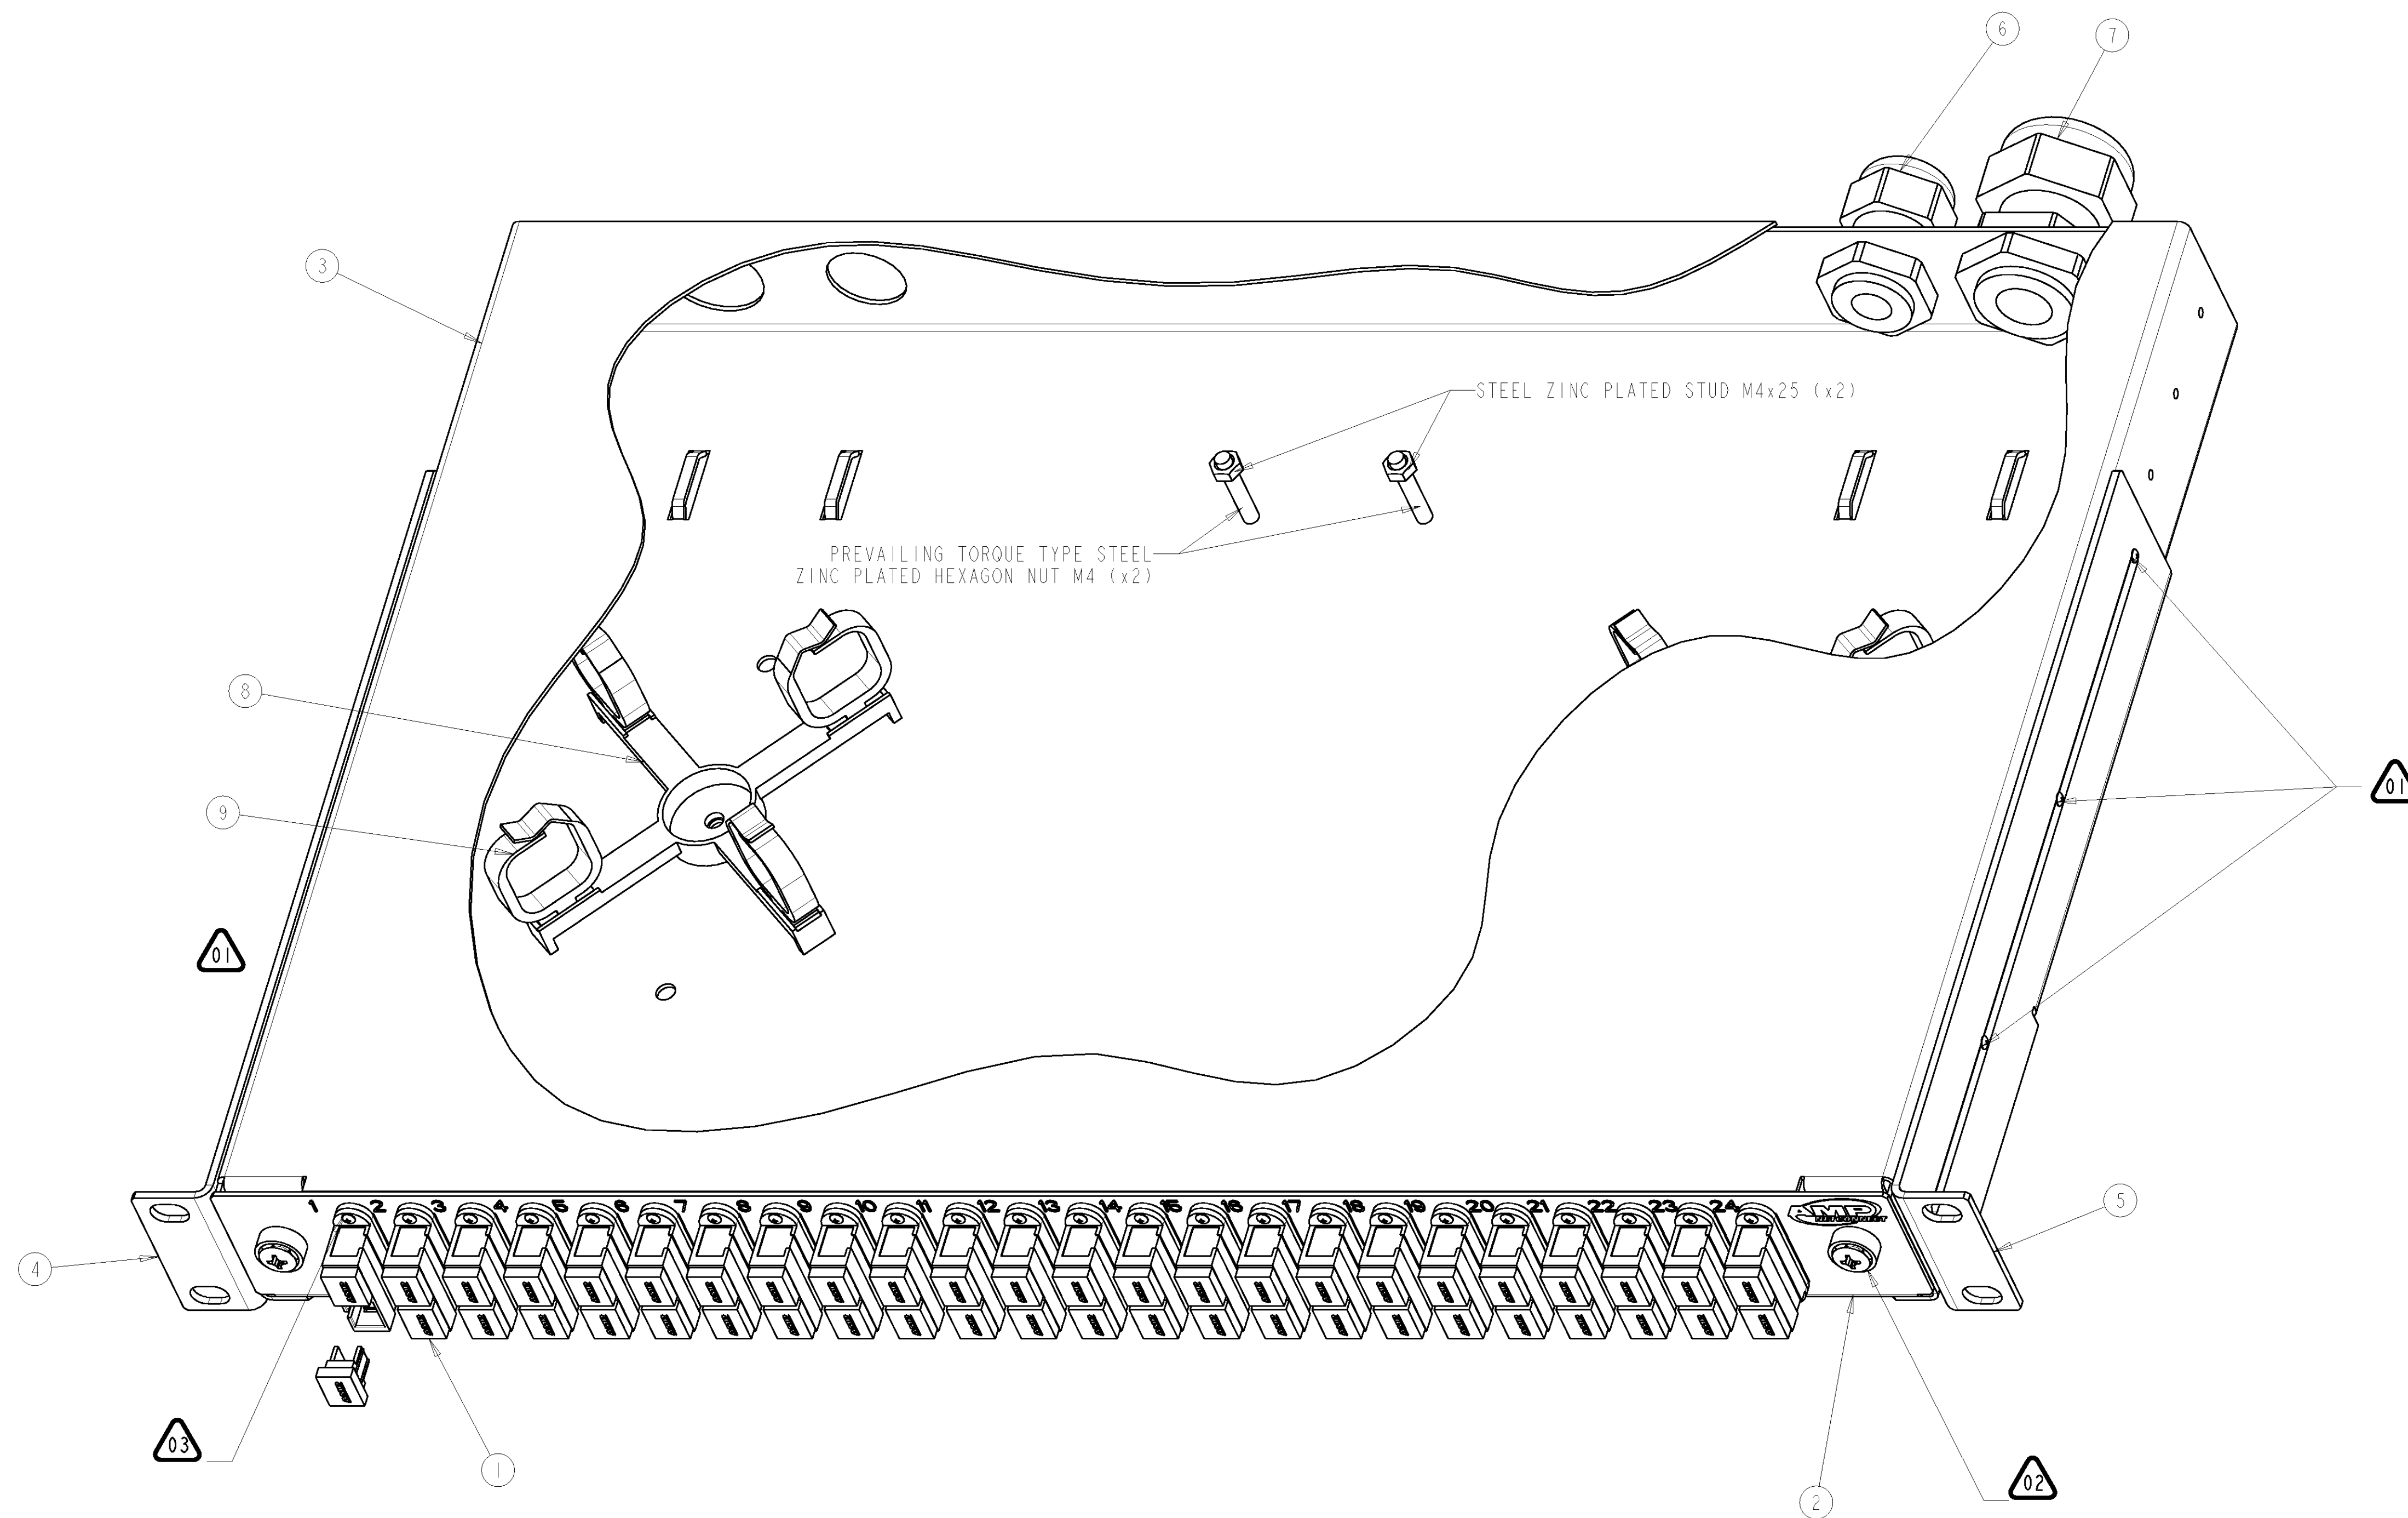 6
7
3
STEEL ZINC PLATED STUD M4x25 (x2)
PREVAILING TORQUE TYPE STEEL
ZINC PLATED HEXAGON NUT M4 (x2)
8
01
9
01
5
1 2 3 4 5 6 7 8 9 10 11 12 13 14 15 16 17 18 19 20 21 22 23 24
AMP
NETCONNECT
4
03
1
02
2